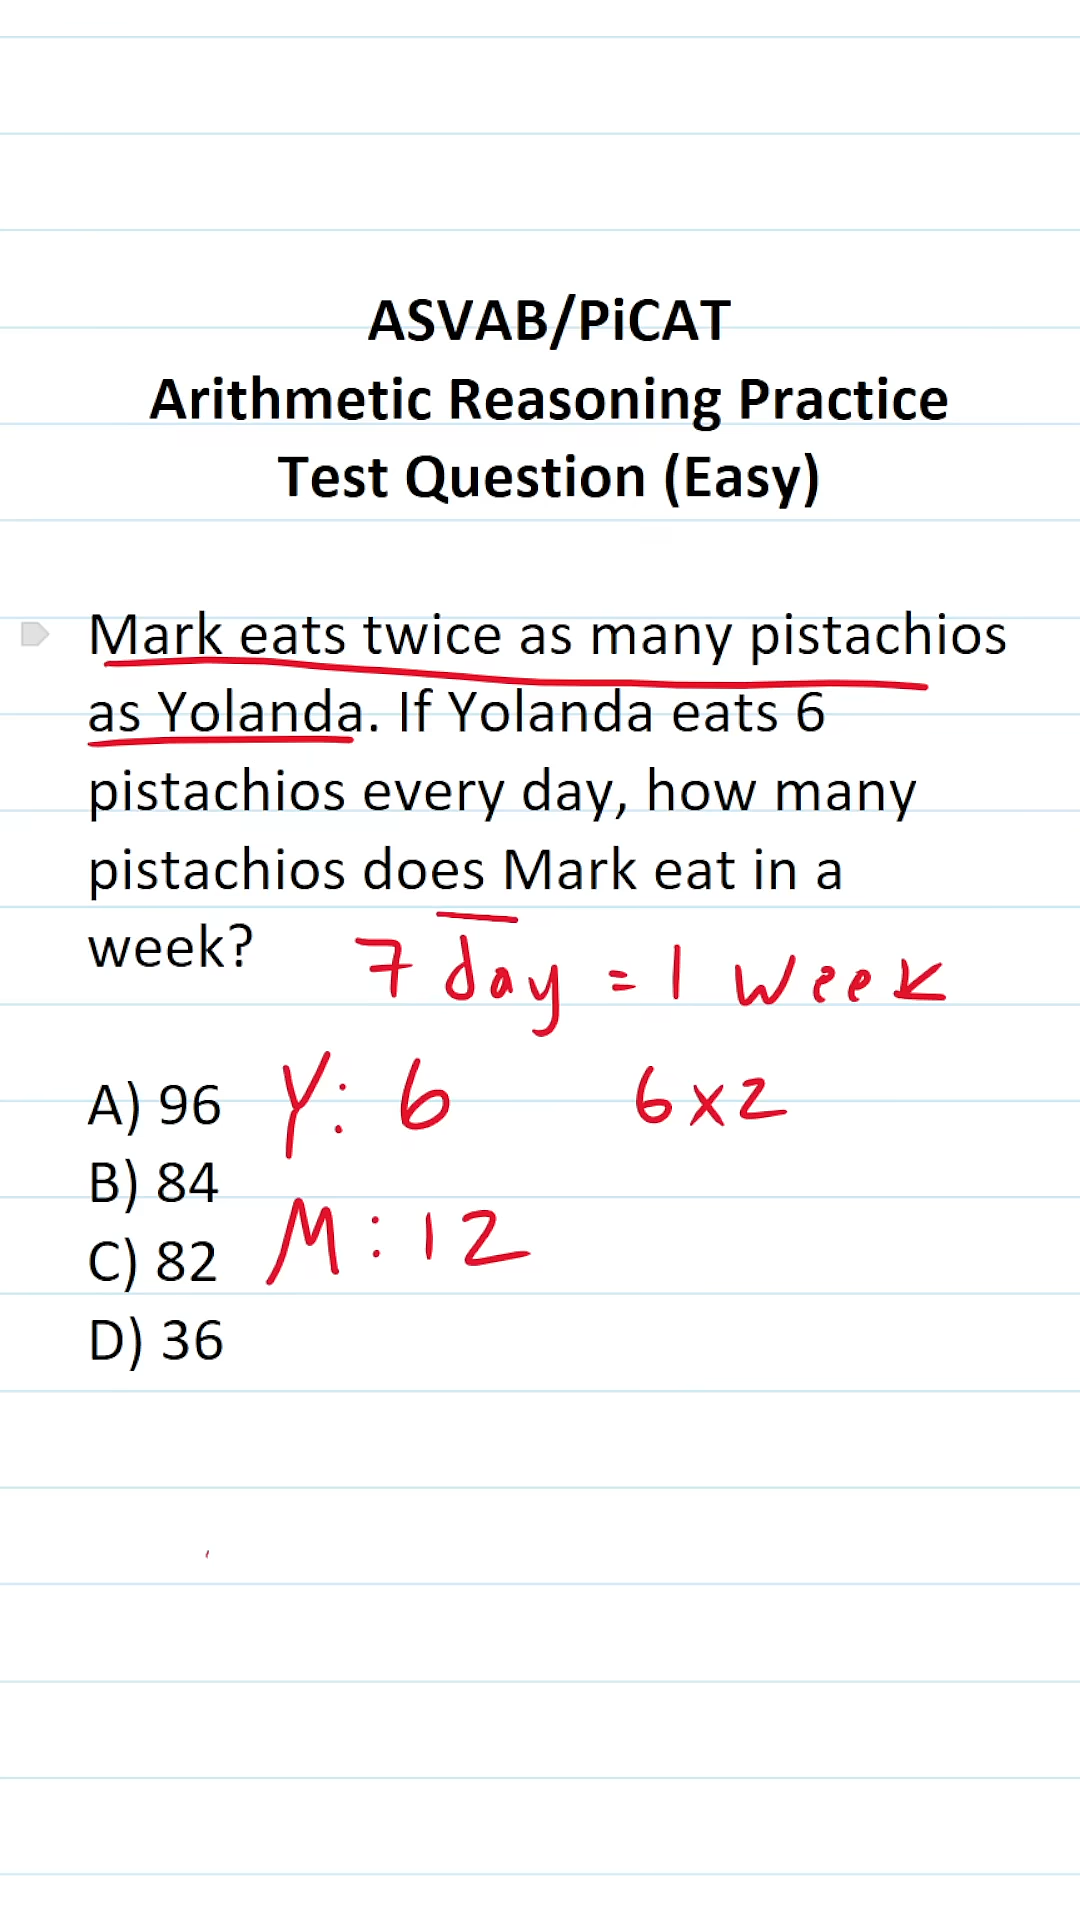 ASVAB/PiCAT
Arithmetic Reasoning Practice
Test Question (Easy)
Mark eats twice as many pistachios
as Yolanda. If Yolanda eats 6
pistachios every day, how many
pistachios does Mark eat in a
week?
7 day = 1 week
A) 96
Y: 6
6x2
B) 84
M: 12
C) 82
D) 36